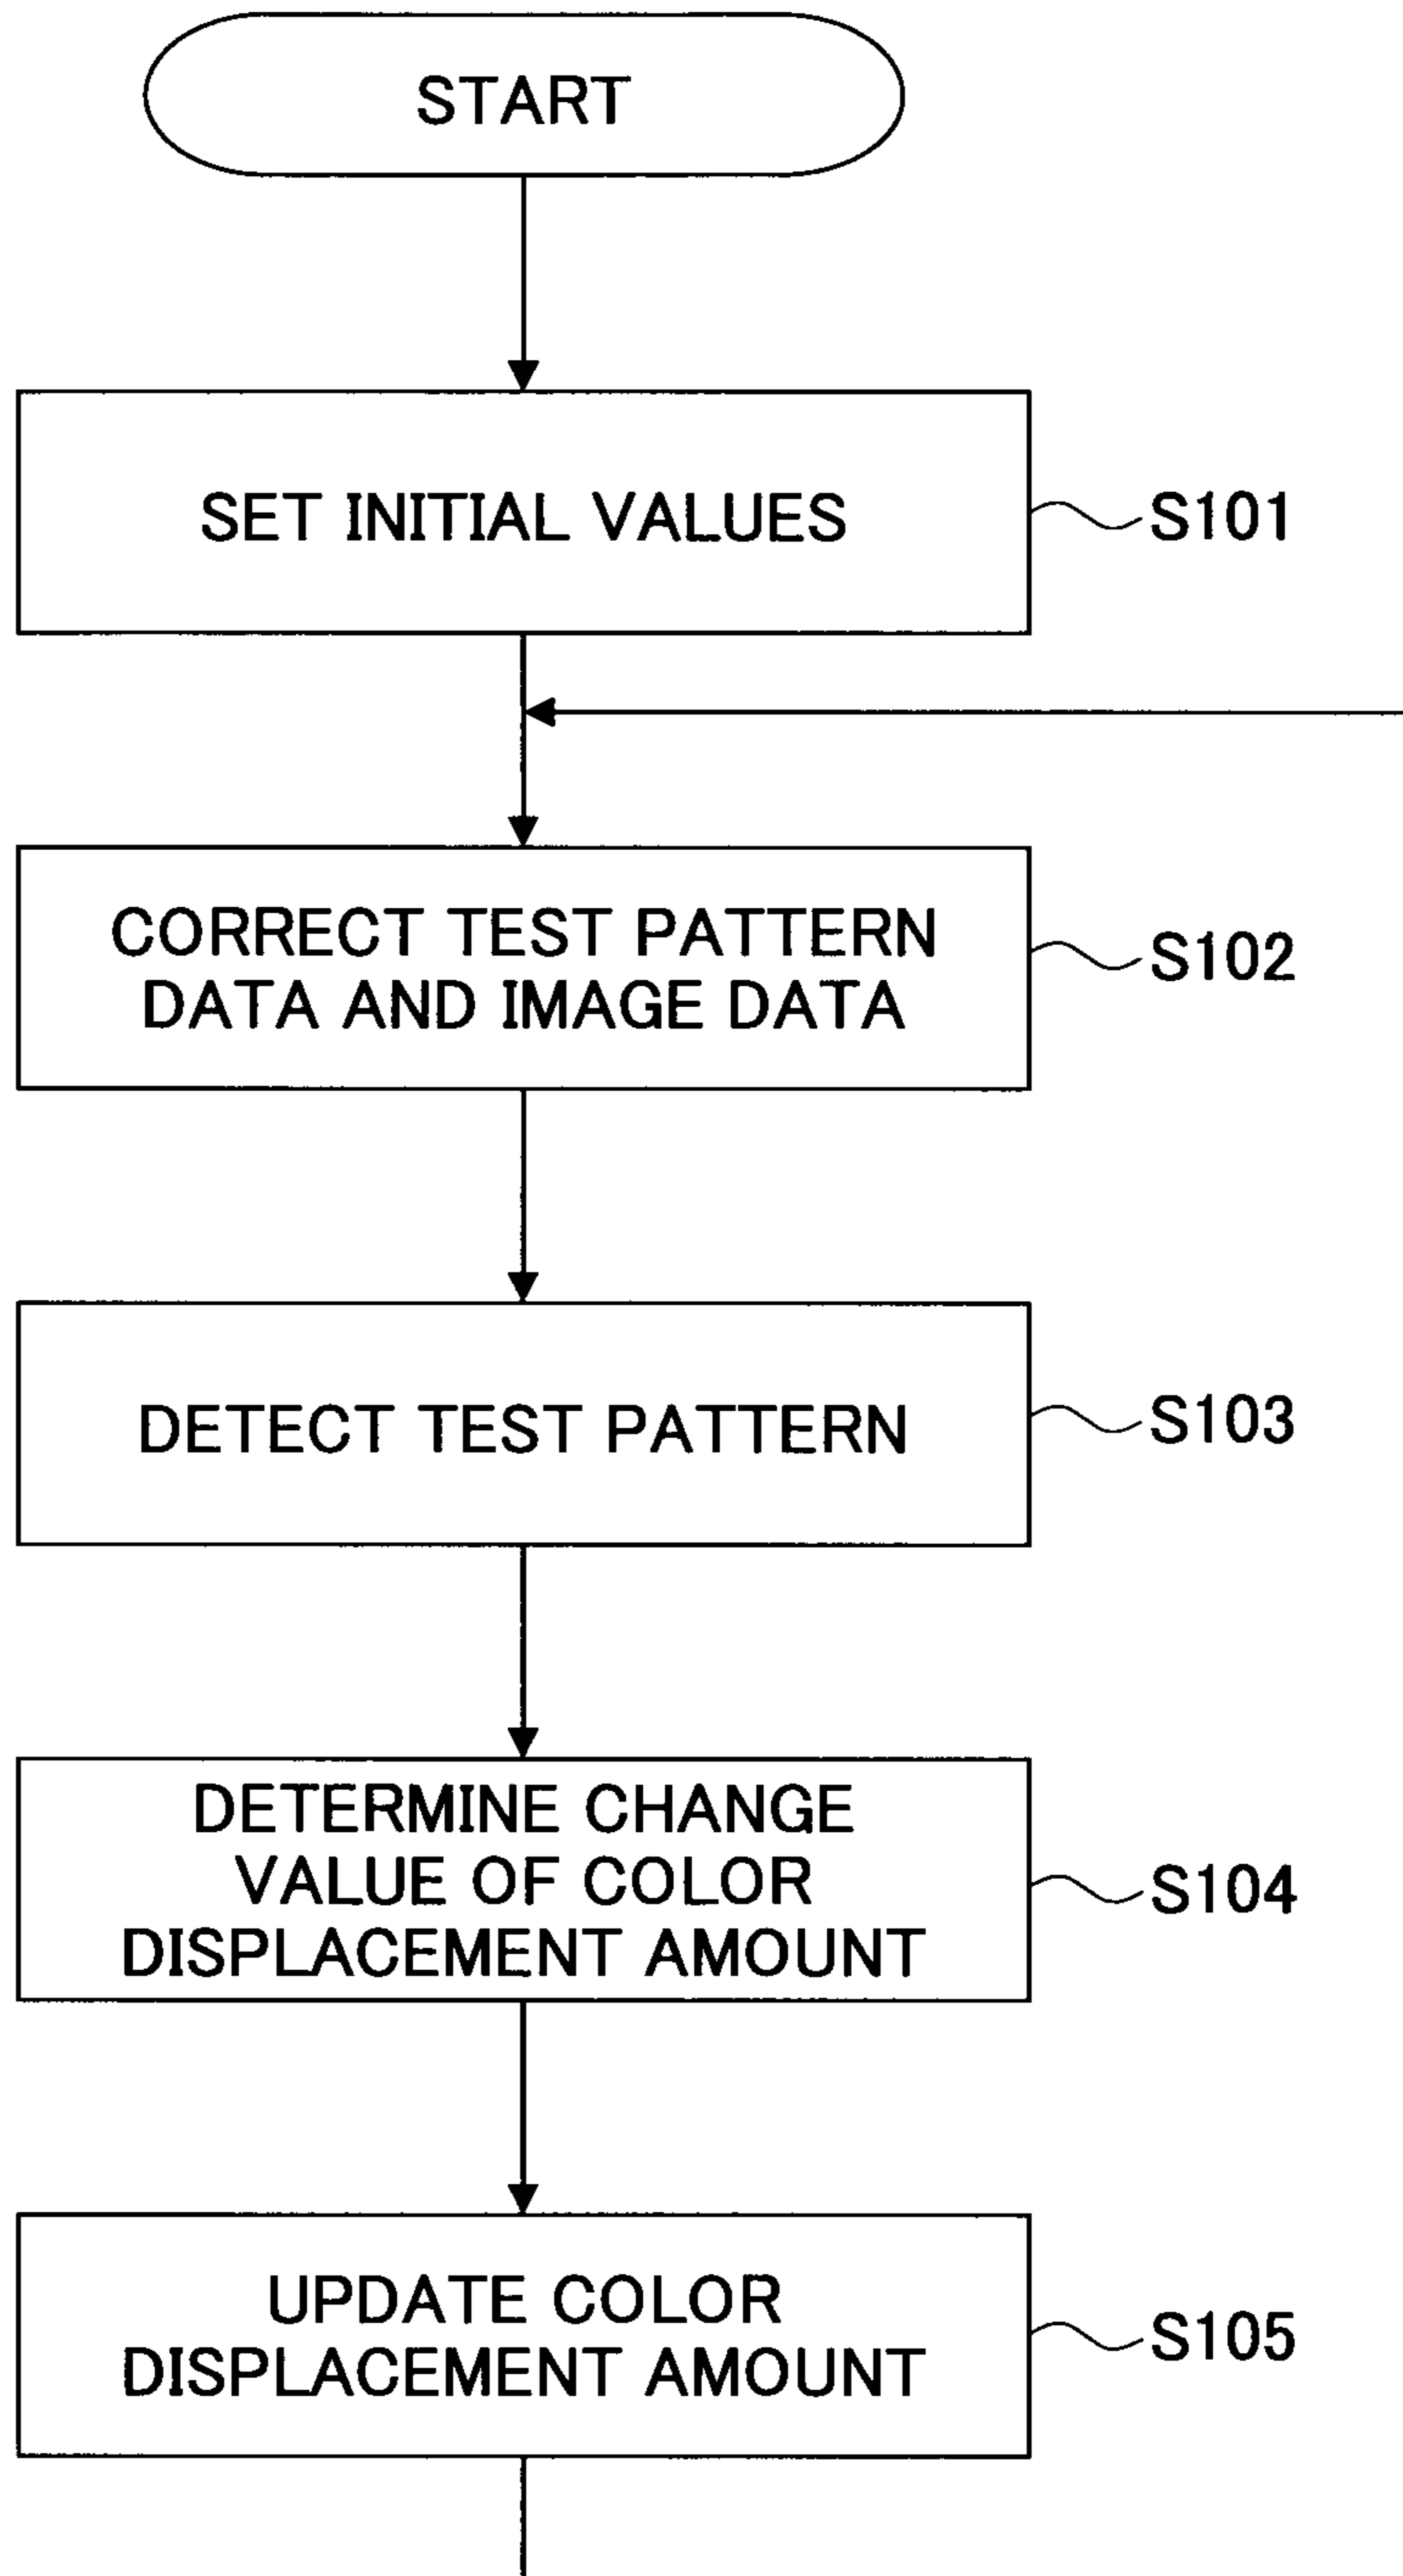 START
SET INITIAL VALUES
S101
CORRECT TEST PATTERN
DATA AND IMAGE DATA
S102
DETECT TEST PATTERN
S103
DETERMINE CHANGE
VALUE OF COLOR
DISPLACEMENT AMOUNT
S104
UPDATE COLOR
DISPLACEMENT AMOUNT
S105